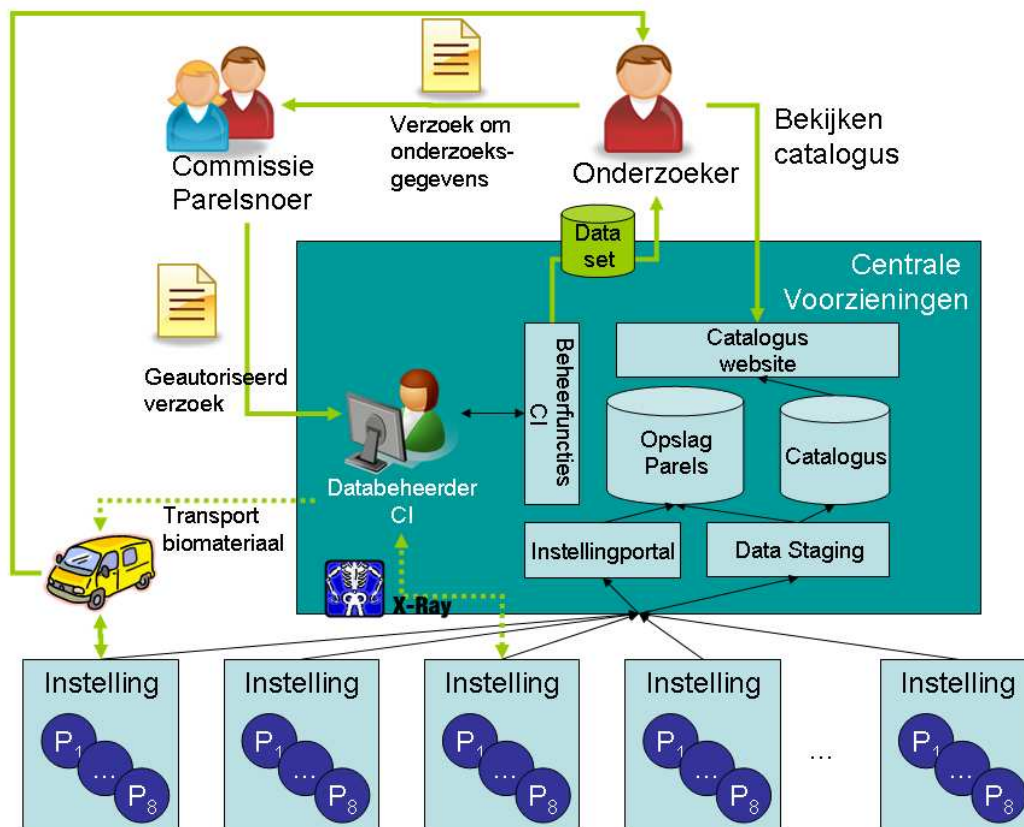 Verzoek om
onderzoeks-
gegevens
Commissie
Parelsnoer
Onderzoeker
Bekijken
catalogus
Data
set
Centrale
Voorzieningen
Geautoriseerd
verzoek
Beheerfuncties
CI
Catalogus
website
Opslag
Parels
Catalogus
Databeheerder
CI
Transport
biomateriaal
Instellingportal
Data Staging
X-Ray
Instelling
P1
...
P8
Instelling
P1
...
P8
Instelling
P1
...
P8
Instelling
P1
...
P8
...
Instelling
P1
...
P8